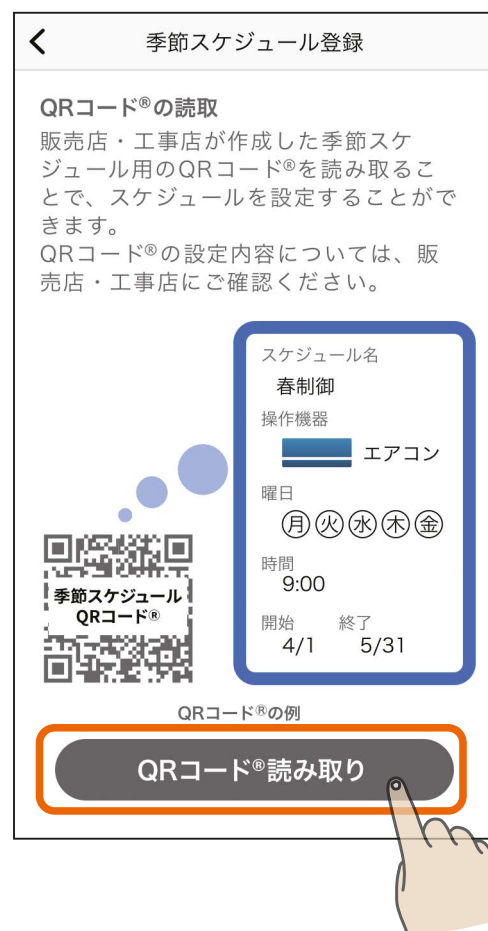 季節スケジュール登録
QRコード®の読取
販売店・工事店が作成した季節スケ
ジュール用のQRコード®を読み取るこ
とで、スケジュールを設定することがで
きます。
QRコード®の設定内容については、販
売店・工事店にご確認ください。
スケジュール名
春制御
操作機器
エアコン
曜日
月火水木金
時間
9:00
開始 終了
4/1 5/31
季節スケジュール
QRコード®
QRコード®の例
QRコード®読み取り